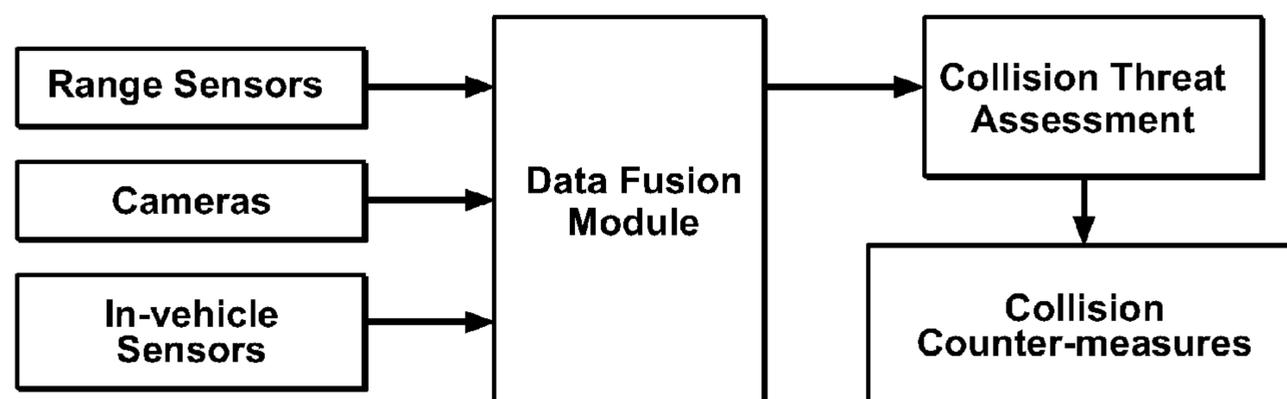 Range Sensors
Cameras
In-vehicle
Sensors
Data Fusion
Module
Collision Threat
Assessment
Collision
Counter-measures